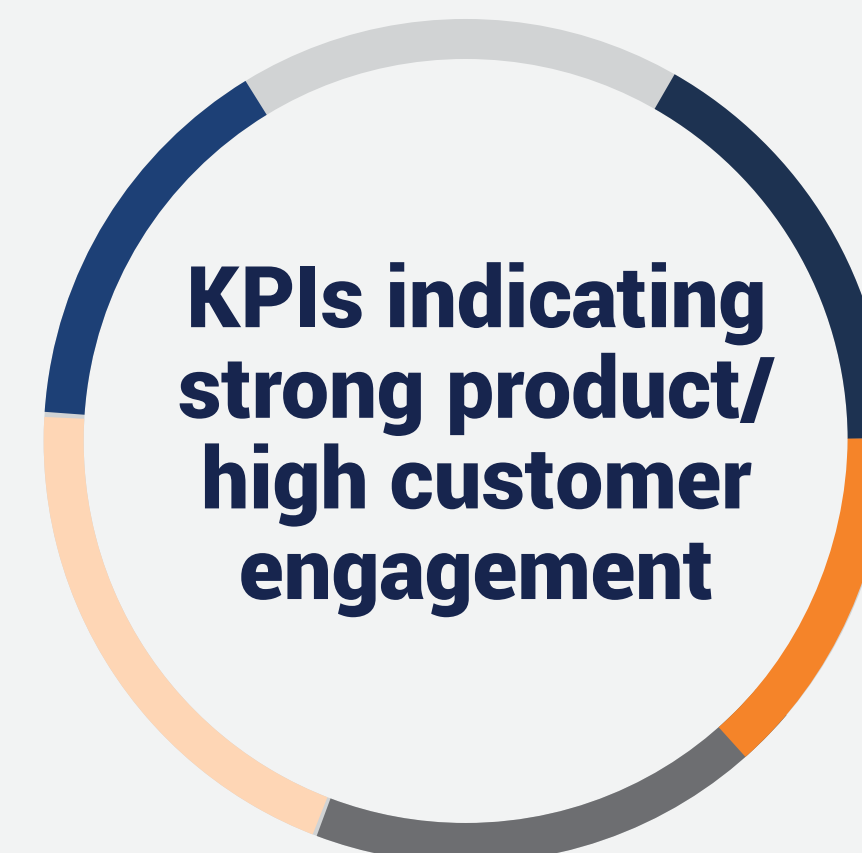 KPIs indicating
strong product/
high customer
engagement